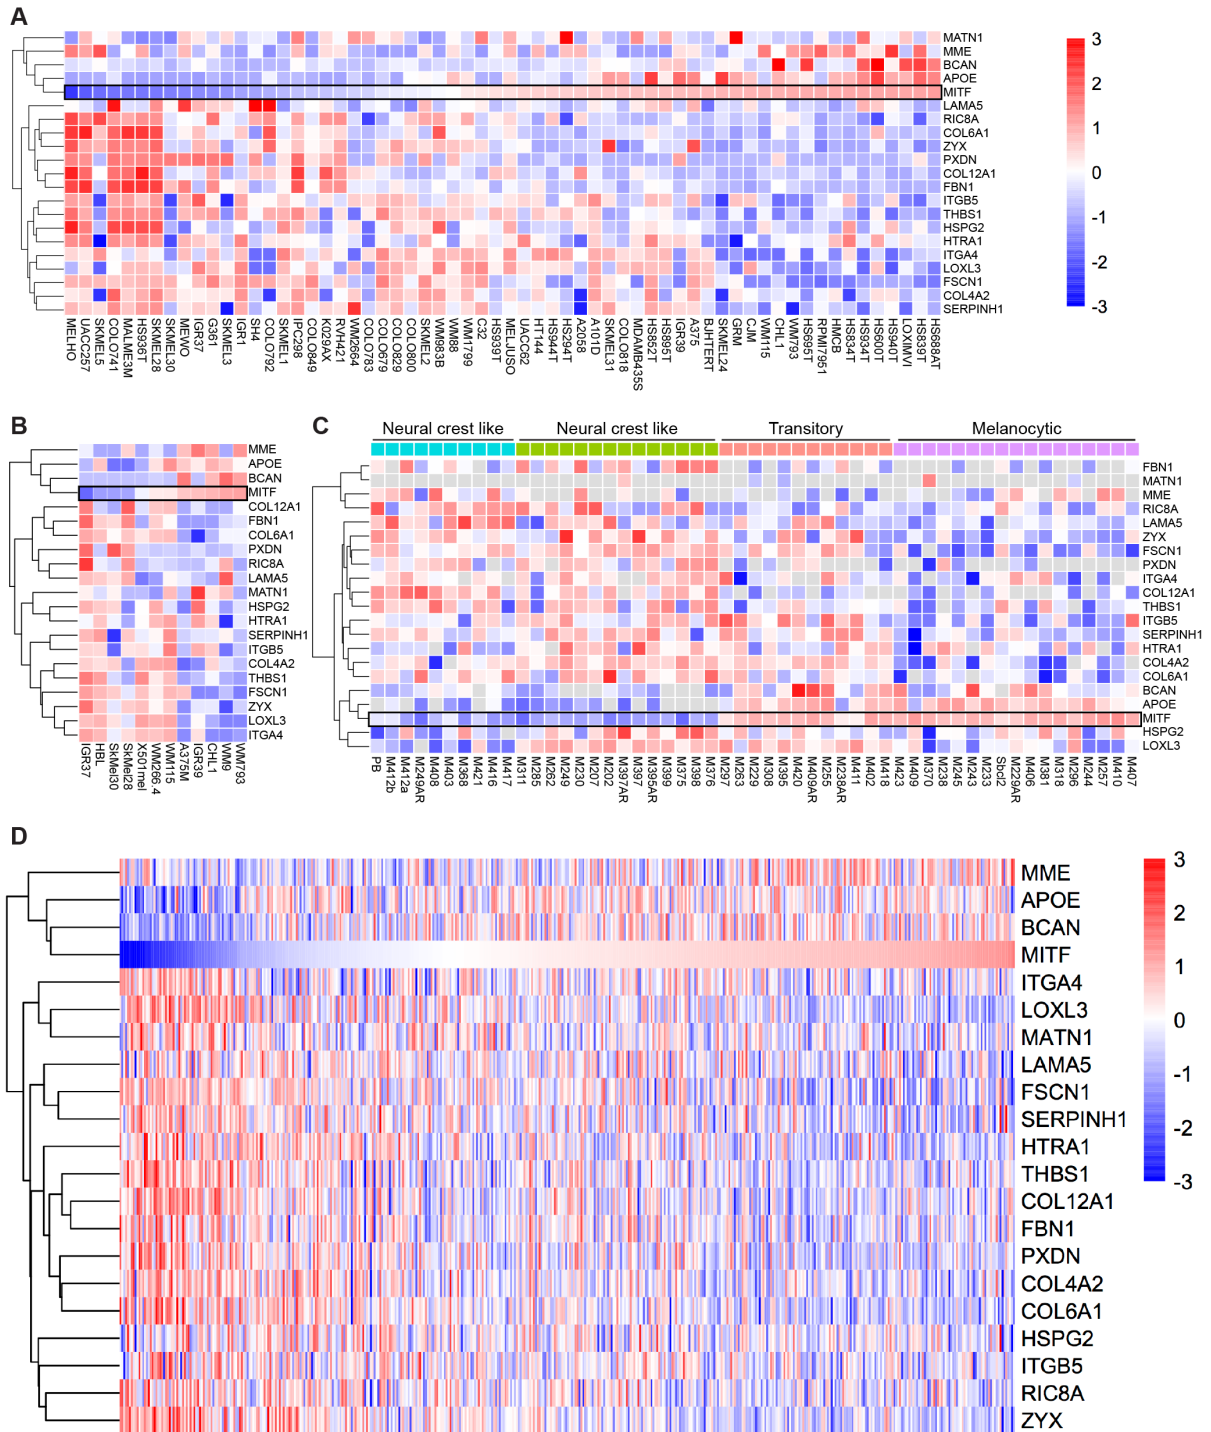 A
MATN1
MME
BCAN
APOE
MITF
LAMA5
RIC8A
COL6A1
ZYX
PXDN
COL12A1
FBN1
ITGB5
THBS1
HSPG2
HTRA1
ITGA4
LOXL3
FSCN1
COL4A2
SERPINH1
3
2
1
0
-1
-2
-3
MELHO
UACC257
SKMEL5
COLO741
MALME3M
HS936T
SKMEL28
SKMEL30
MEWO
IGR37
G361
SKMEL3
IGR1
SH4
COLO792
SKMEL1
IPC298
COLO849
K029AX
RVH421
WM2664
COLO783
COLO679
COLO829
COLO800
SKMEL2
WM983B
WM88
WM1799
C32
HS939T
MELJUSO
UACC62
HT144
HS944T
HS294T
A2058
A101D
SKMEL31
COLO818
MDAMB435S
HS852T
HS895T
IGR39
A375
BJHTERT
SKMEL24
GRM
CJM
WM115
CHL1
WM793
HS695T
RPMI7951
HMCB
HS834T
HS934T
HS600T
HS940T
LOXIMVI
HS839T
HS688AT
B
MME
APOE
BCAN
MITF
COL12A1
FBN1
COL6A1
PXDN
RIC8A
LAMA5
MATN1
HSPG2
HTRA1
SERPINH1
ITGB5
COL4A2
THBS1
FSCN1
ZYX
LOXL3
ITGA4
IGR37
HBL
SkMel30
SkMel28
X501mel
WM266.4
WM115
A375M
IGR39
CHL1
WM9
WM793
C
Neural crest like
Neural crest like
Transitory
Melanocytic
FBN1
MATN1
MME
RIC8A
LAMA5
ZYX
FSCN1
PXDN
ITGA4
COL12A1
THBS1
ITGB5
SERPINH1
HTRA1
COL4A2
COL6A1
BCAN
APOE
MITF
HSPG2
LOXL3
PB
M412b
M412a
M249AR
M408
M403
M368
M421
M416
M417
M311
M285
M262
M249
M230
M207
M202
M397AR
M397
M395AR
M399
M375
M398
M376
M297
M263
M229
M308
M395
M420
M409AR
M255
M238AR
M411
M402
M418
M423
M409
M370
M238
M245
M243
M233
Sbcl2
M229AR
M406
M381
M318
M296
M244
M257
M410
M407
D
MME
APOE
BCAN
MITF
ITGA4
LOXL3
MATN1
LAMA5
FSCN1
SERPINH1
HTRA1
THBS1
COL12A1
FBN1
PXDN
COL4A2
COL6A1
HSPG2
ITGB5
RIC8A
ZYX
3
2
1
0
-1
-2
-3